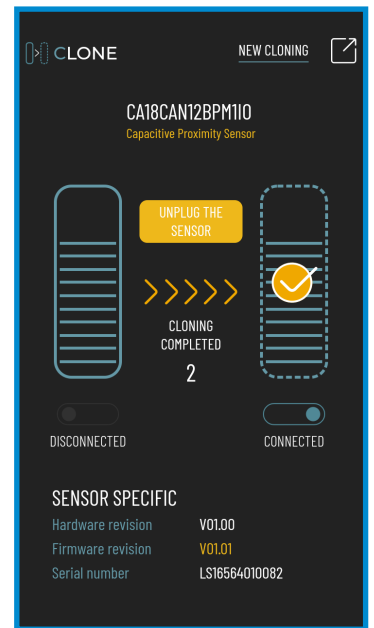 CLONE
NEW CLONING
CA18CAN12BPM1IO
Capacitive Proximity Sensor
UNPLUG THE
SENSOR
CLONING
COMPLETED
2
DISCONNECTED
CONNECTED
SENSOR SPECIFIC
Hardware revision V01.00
Firmware revision V01.01
Serial number LS16564010082